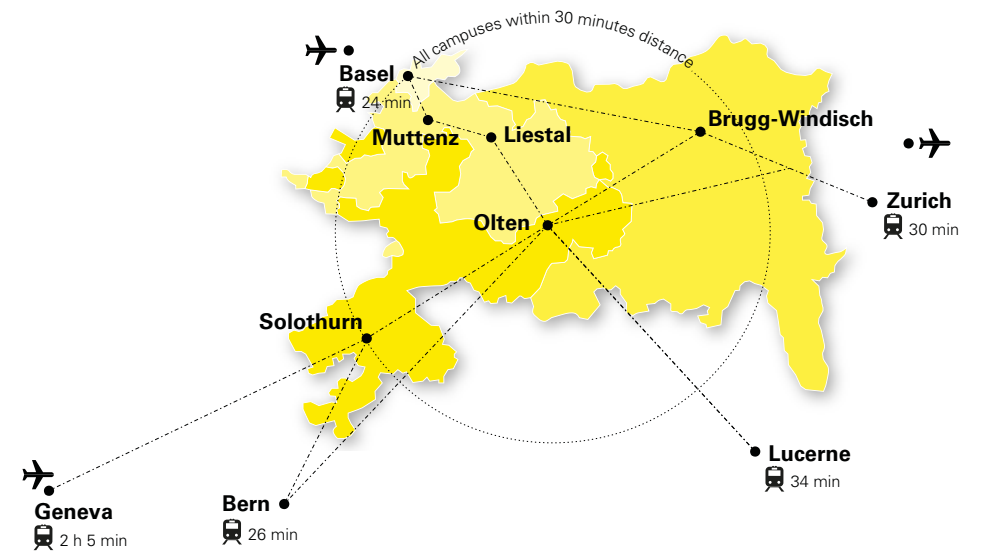 All campuses within 30 minutes distance
Basel
24 min
Muttenz
Liestal
Brugg-Windisch
Olten
Zurich
30 min
Solothurn
Lucerne
34 min
Geneva
2 h 5 min
Bern
26 min